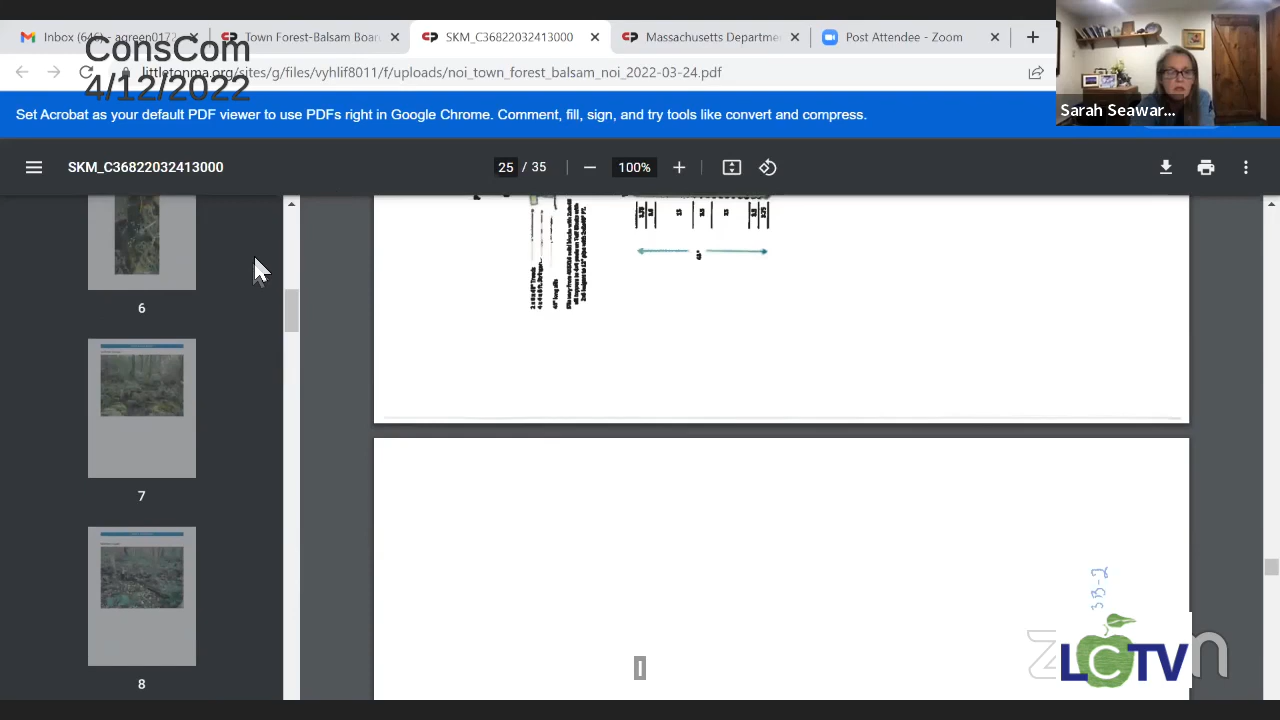 ConsCom
4/12/2022
Inbox (646) - agreen0172
Town Forest-Balsam Boar
SKM_C36822032413000
Massachusetts Departme
Post Attendee - Zoom
littletonma.org/sites/g/files/vyhlif8011/f/uploads/noi_town_forest_balsam_noi_2022-03-24.pdf
Sarah Seawar...
Set Acrobat as your default PDF viewer to use PDFs right in Google Chrome. Comment, fill, sign, and try tools like convert and compress.
SKM_C36822032413000
25 / 35
100%
6
7
8
3B-2
LCTV